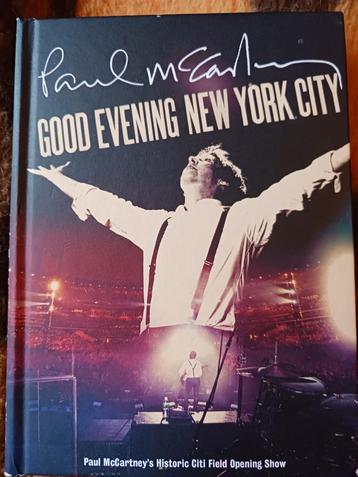 Paul McCartney
GOOD EVENING NEW YORK CITY
Paul McCartney's Historic Citi Field Opening Show